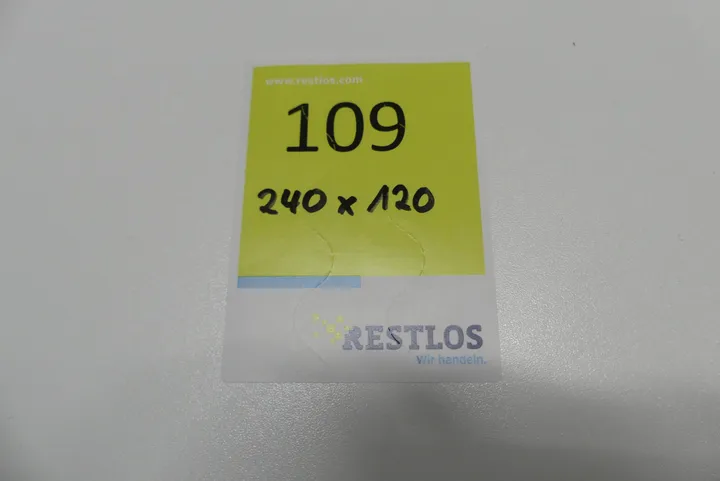 www.restlos.com
109
240 x 120
RESTLOS
Wir handeln.